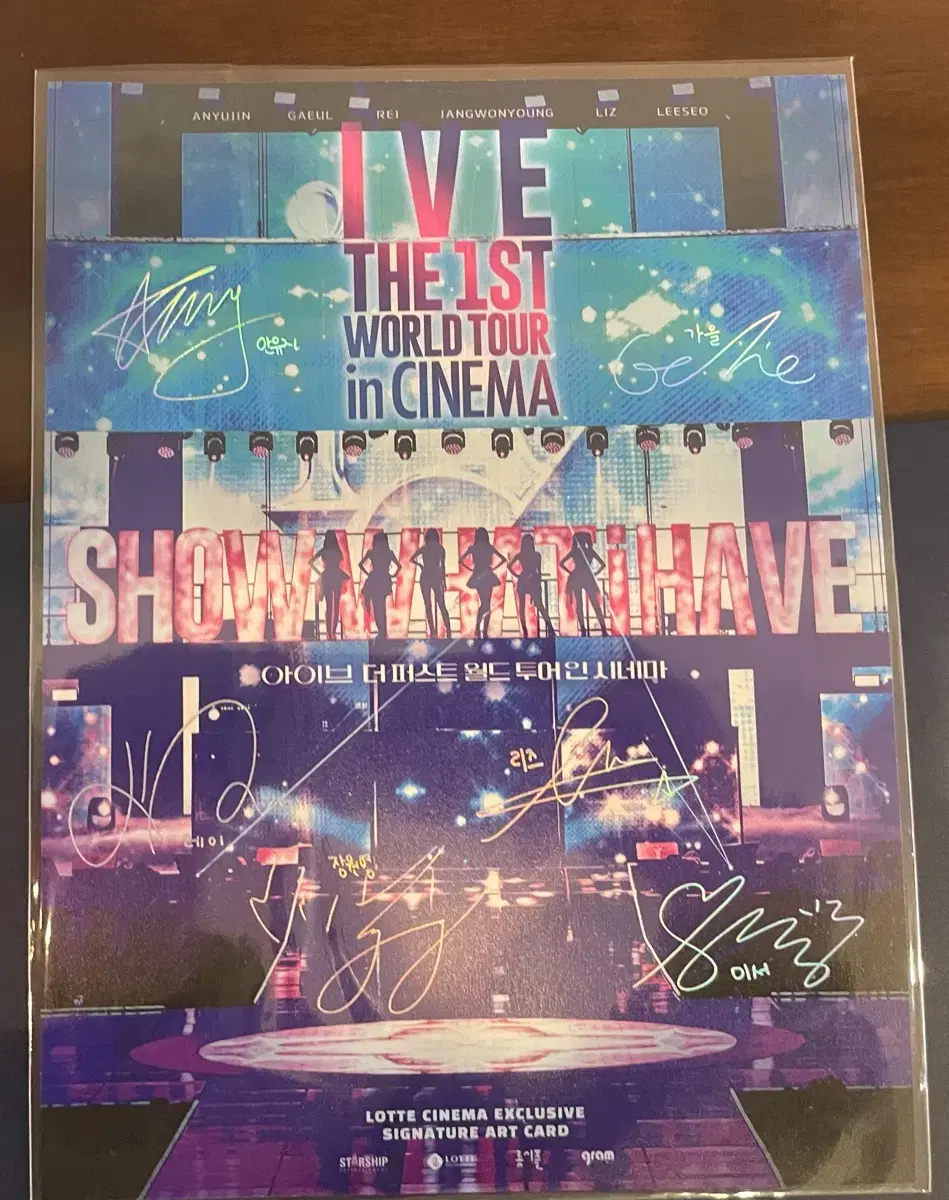 ANYUJIN GAEUL REI JANGWONYOUNG LIZ LEESEO
IVE
THE 1ST
WORLD TOUR
in CINEMA
안유진
가을
SHOW WHAT i HAVE
아이브 더 퍼스트 월드 투어 인 시네마
리즈
레이
장원영
이서
LOTTE CINEMA EXCLUSIVE
SIGNATURE ART CARD
STARSHIP LOTTE gram